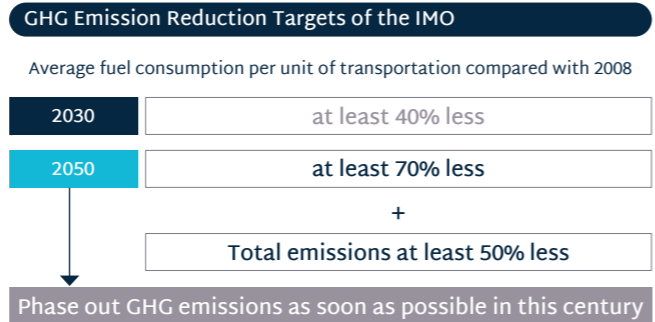 GHG Emission Reduction Targets of the IMO
Average fuel consumption per unit of transportation compared with 2008
2030
at least 40% less
2050
at least 70% less
+
Total emissions at least 50% less
Phase out GHG emissions as soon as possible in this century